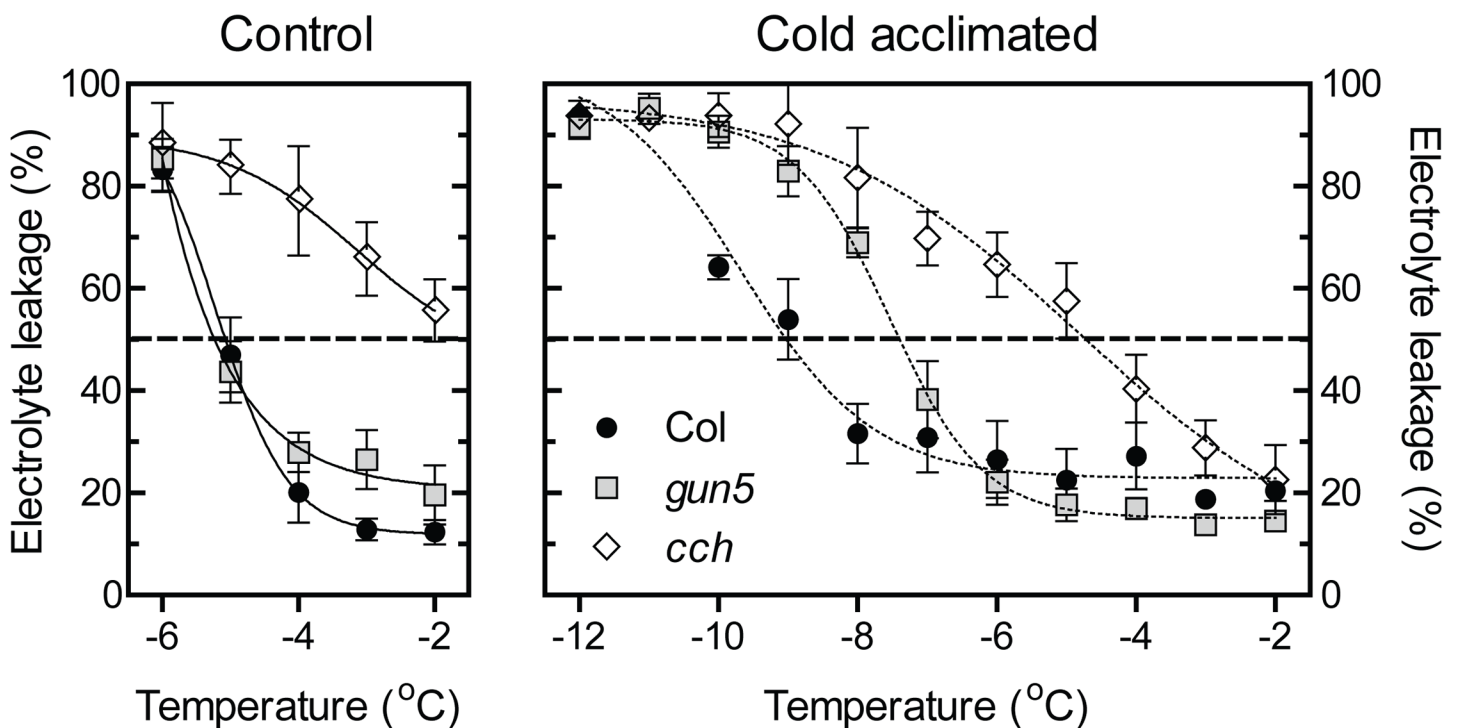 Control
Cold acclimated
Electrolyte leakage (%)
100
80
60
40
20
0
-6
-4
-2
Temperature (°C)
Col
gun5
cch
-12
-10
-8
-6
-4
-2
Temperature (°C)
100
80
60
40
20
0
Electrolyte leakage (%)